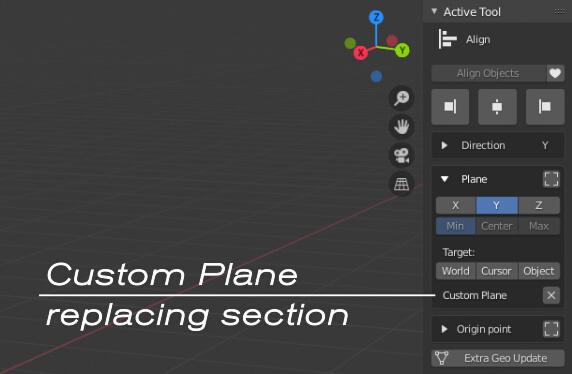 Active Tool
Align
Align Objects
Direction Y
Plane
X Y Z
Min Center Max
Target:
World Cursor Object
Custom Plane
Origin point
Extra Geo Update
Z
Y
X
Custom Plane
replacing section